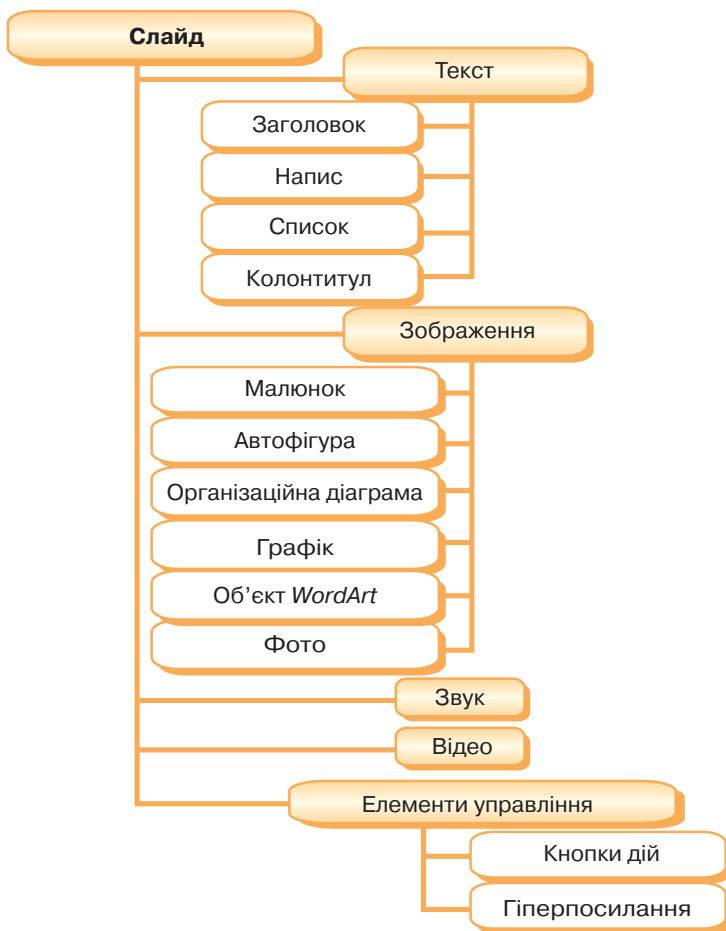 Слайд
Текст
Заголовок
Напис
Список
Колонтитул
Зображення
Малюнок
Автофігура
Організаційна діаграма
Графік
Об’єкт WordArt
Фото
Звук
Відео
Елементи управління
Кнопки дій
Гіперпосилання